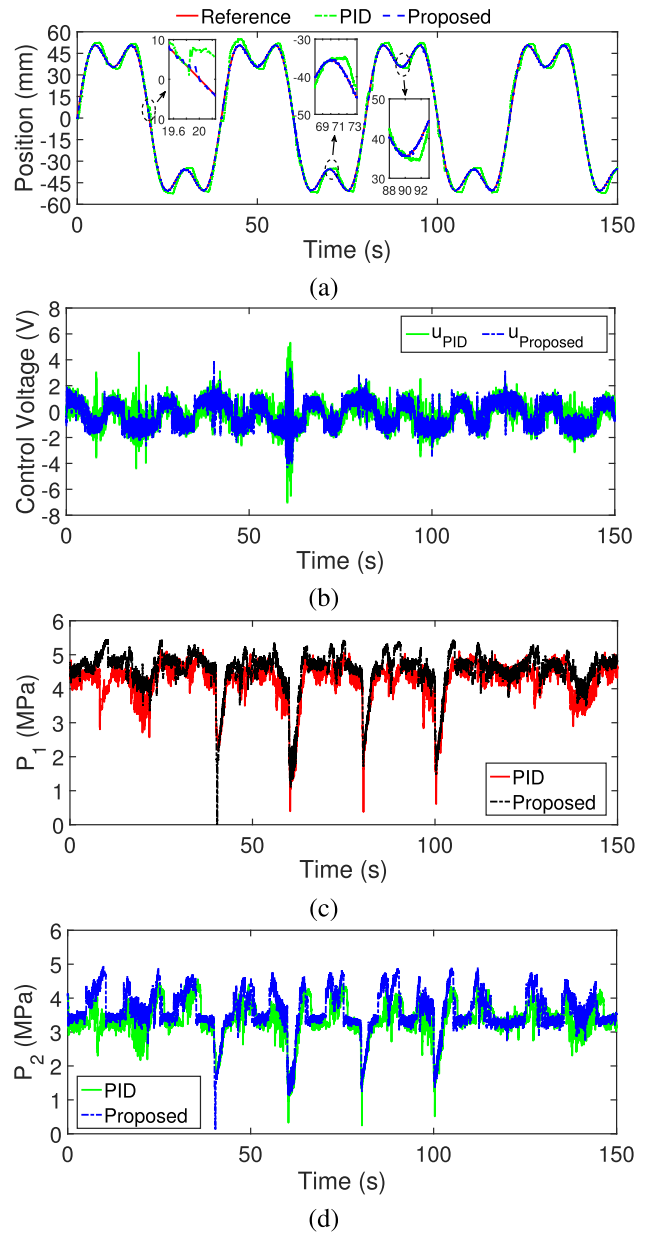 Reference PID Proposed
60
45
30
15
0
-15
-30
-45
-60
Position (mm)
10
0
10
19.6 20
-30
-50
69 71 73
50
40
30
88 90 92
0 50 100 150
Time (s)
(a)
8
6
4
2
0
-2
-4
-6
-8
Control Voltage (V)
u_PID u_Proposed
0 50 100 150
Time (s)
(b)
6
5
4
3
2
1
0
P_1 (MPa)
PID
Proposed
0 50 100 150
Time (s)
(c)
6
5
4
3
2
1
0
P_2 (MPa)
PID
Proposed
0 50 100 150
Time (s)
(d)